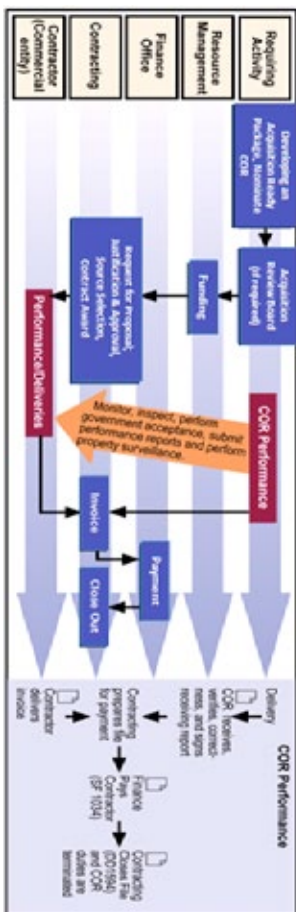 Requiring
Activity
Resource
Management
Finance
Office
Contracting
Contractor
(Commercial
entity)
Developing an
Acquisition Ready
Package, Nominate
COR
Acquisition
Review Board
(if required)
Funding
Request for Proposal;
Justification & Approval,
Source Selection,
Contract Award
Performance/Deliveries
COR Performance
Monitor, inspect, perform
government acceptance, submit
performance reports and perform
property surveillance.
Invoice
Payment
Close Out
COR Performance
Delivery
COR receives,
verifies, correct-
ness, and signs
receiving report
Contracting
prepares file
for payment
Contractor
delivers
invoice
Finance
Pays
Contractor
(SF 1034)
Contracting
Closes File
(DD1594)
and COR
duties are
terminated